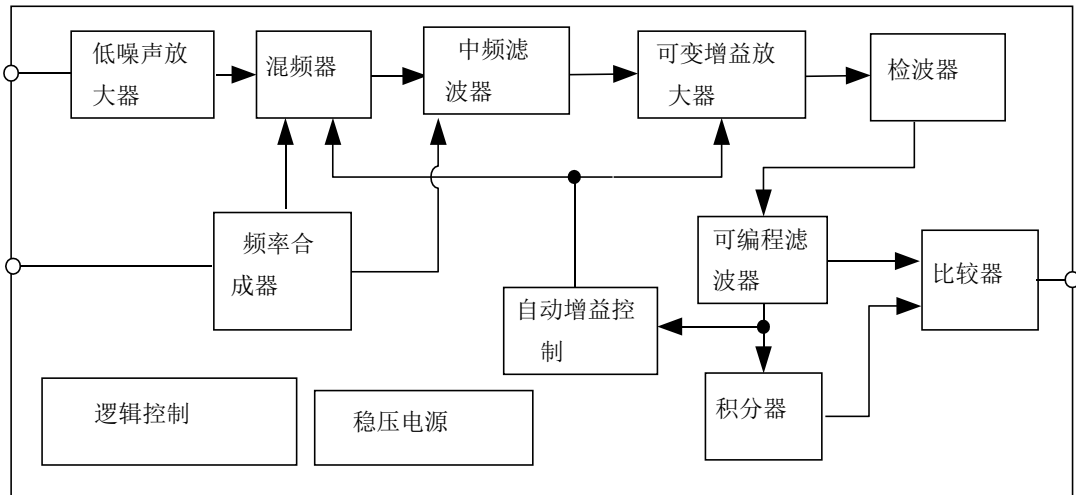 低噪声放
大器
混频器
中频滤
波器
可变增益放
大器
检波器
频率合
成器
自动增益控
制
可编程滤
波器
比较器
逻辑控制
稳压电源
积分器